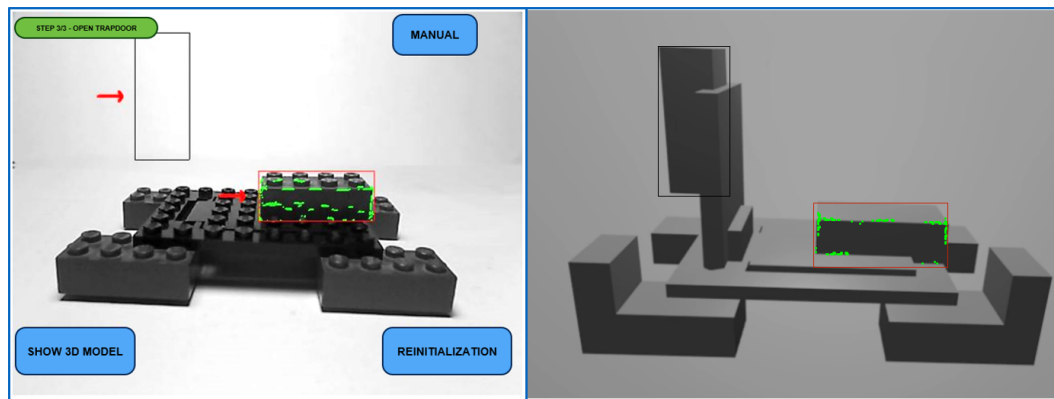 STEP 3/3 - OPEN TRAPDOOR
MANUAL
SHOW 3D MODEL
REINITIALIZATION